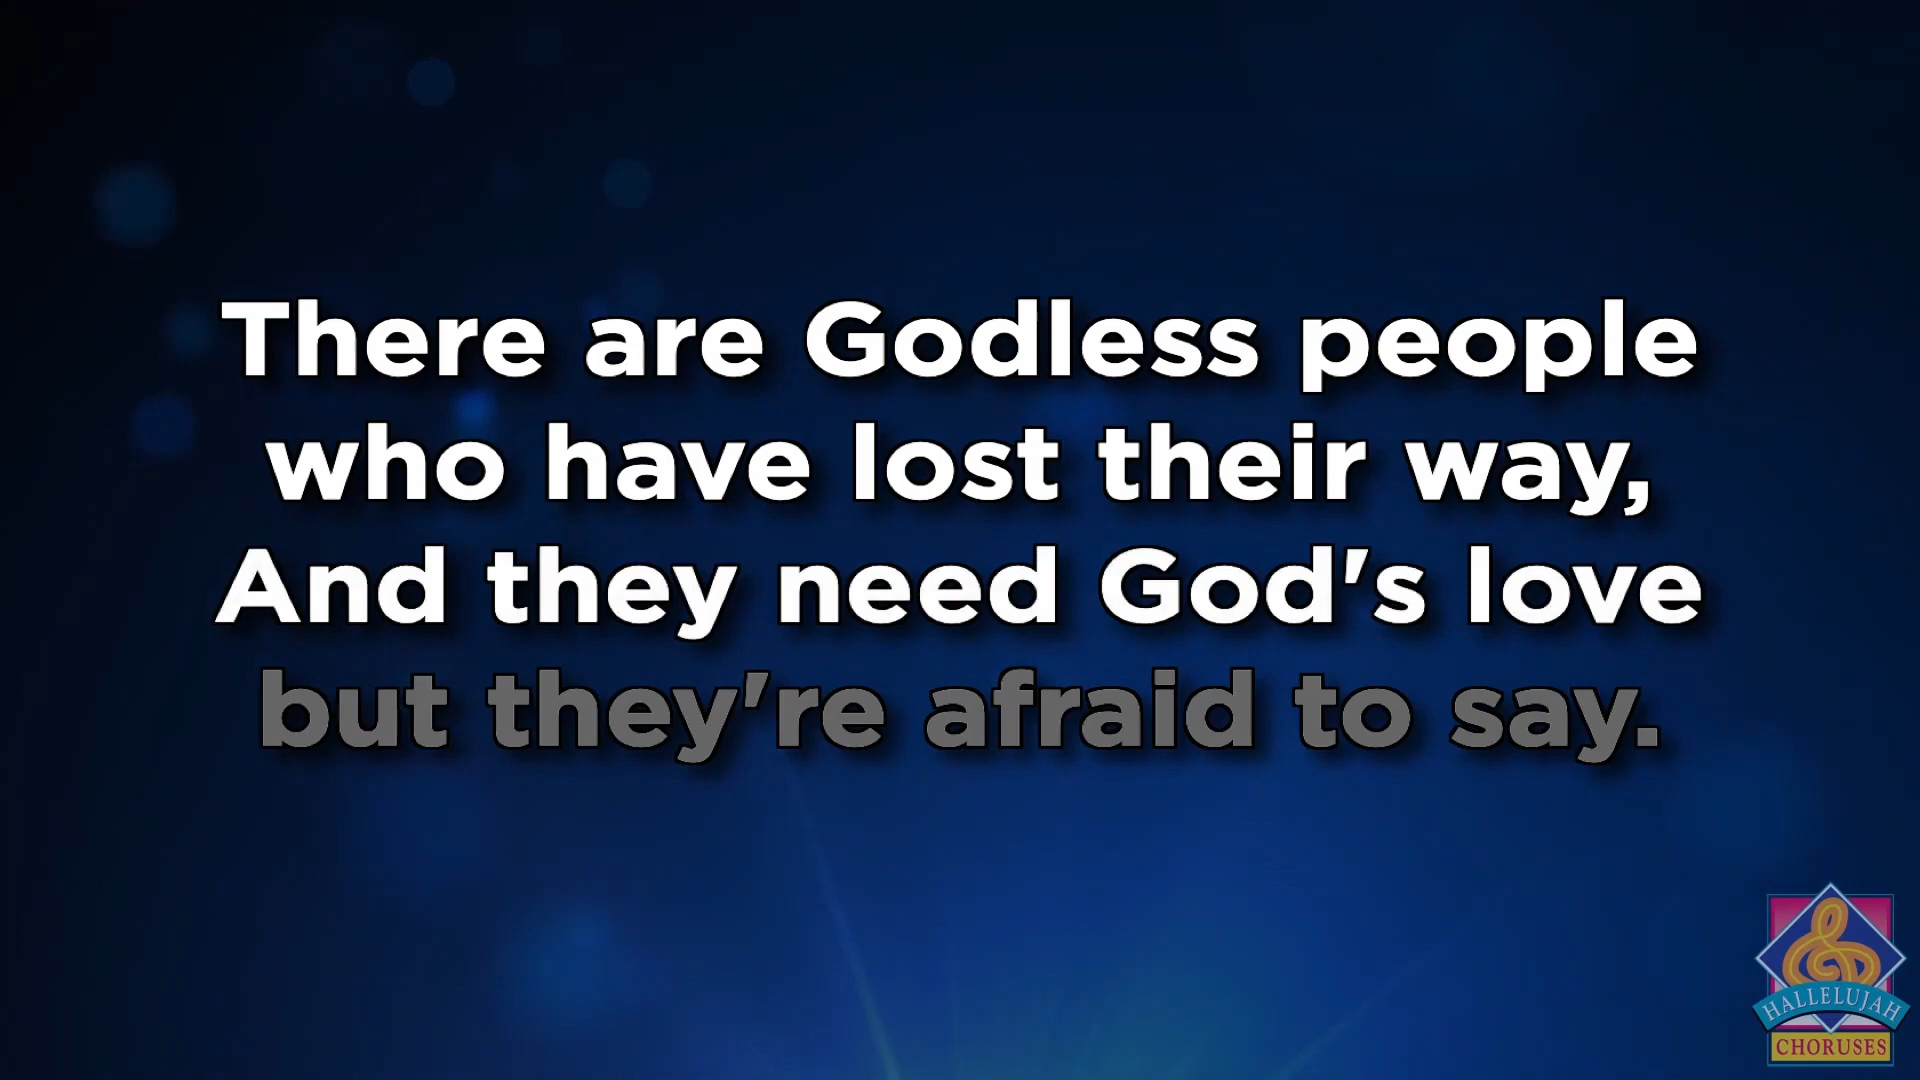 There are Godless people
who have lost their way,
And they need God's love
but they're afraid to say.
HALLELUJAH
CHORUSES